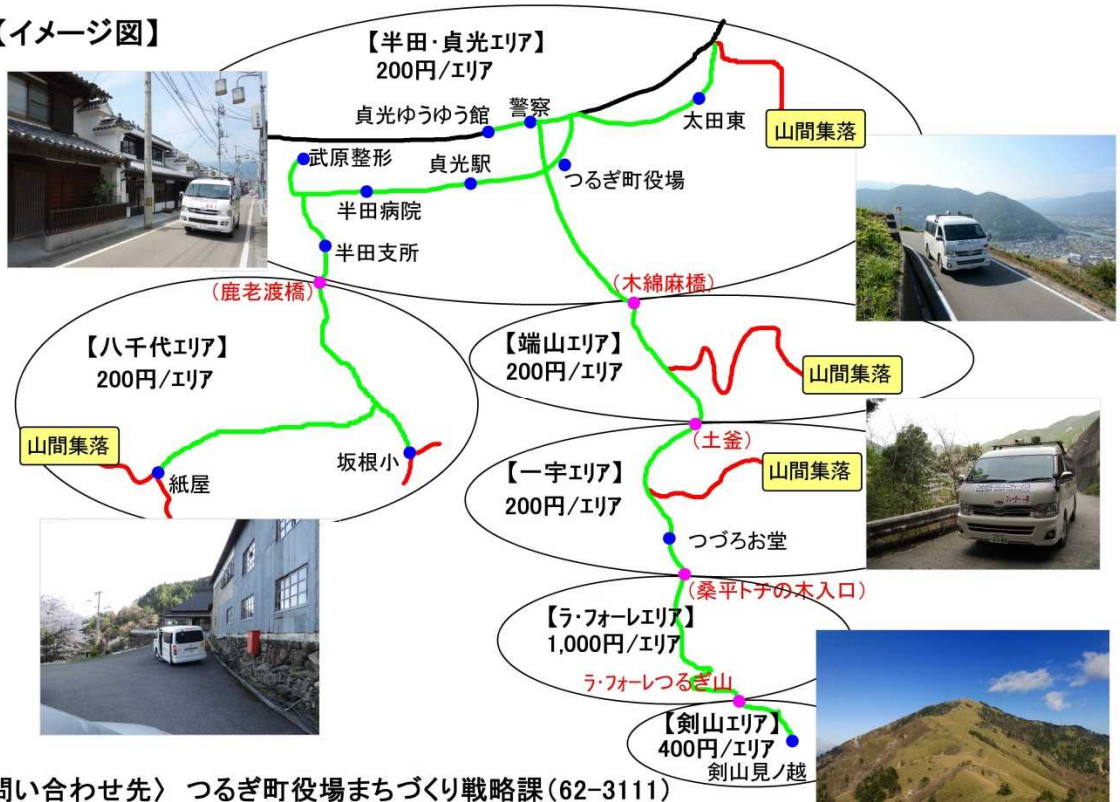 【イメージ図】
【半田・貞光エリア】
200円/エリア
貞光ゆうゆう館
警察
太田東
山間集落
武原整形
貞光駅
つるぎ町役場
半田病院
半田支所
(鹿老渡橋)
(木綿麻橋)
【八千代エリア】
200円/エリア
【端山エリア】
200円/エリア
山間集落
山間集落
紙屋
坂根小
(土釜)
【一宇エリア】
200円/エリア
山間集落
つづろお堂
(桑平トチの木入口)
【ラ・フォーレエリア】
1,000円/エリア
ラ・フォーレつるぎ山
【剣山エリア】
400円/エリア
剣山見ノ越
問い合わせ先〉 つるぎ町役場まちづくり戦略課(62-3111)